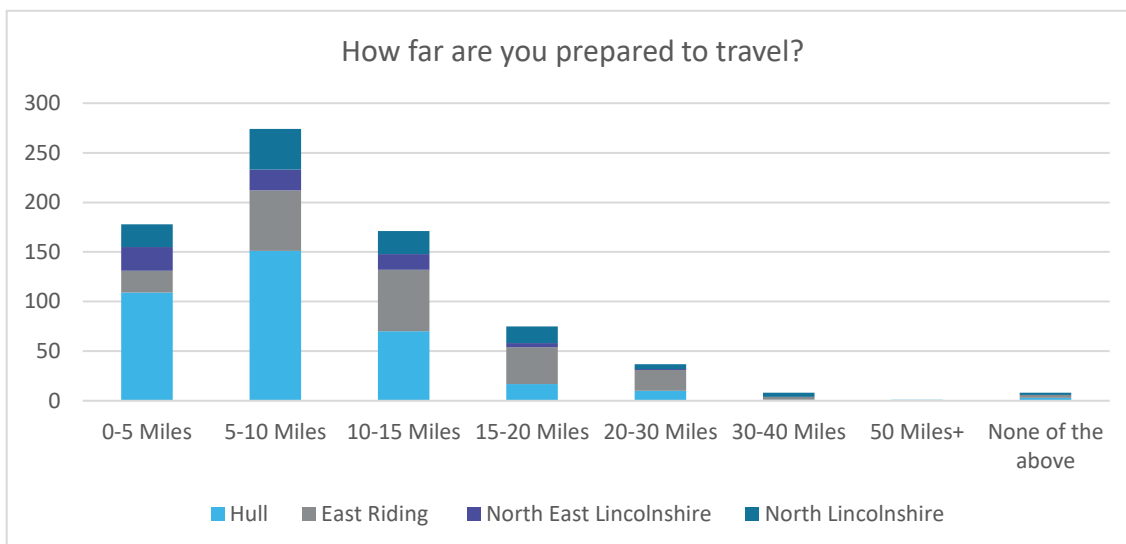 How far are you prepared to travel?
300
250
200
150
100
50
0
0-5 Miles 5-10 Miles 10-15 Miles 15-20 Miles 20-30 Miles 30-40 Miles 50 Miles+ None of the
above
Hull East Riding North East Lincolnshire North Lincolnshire